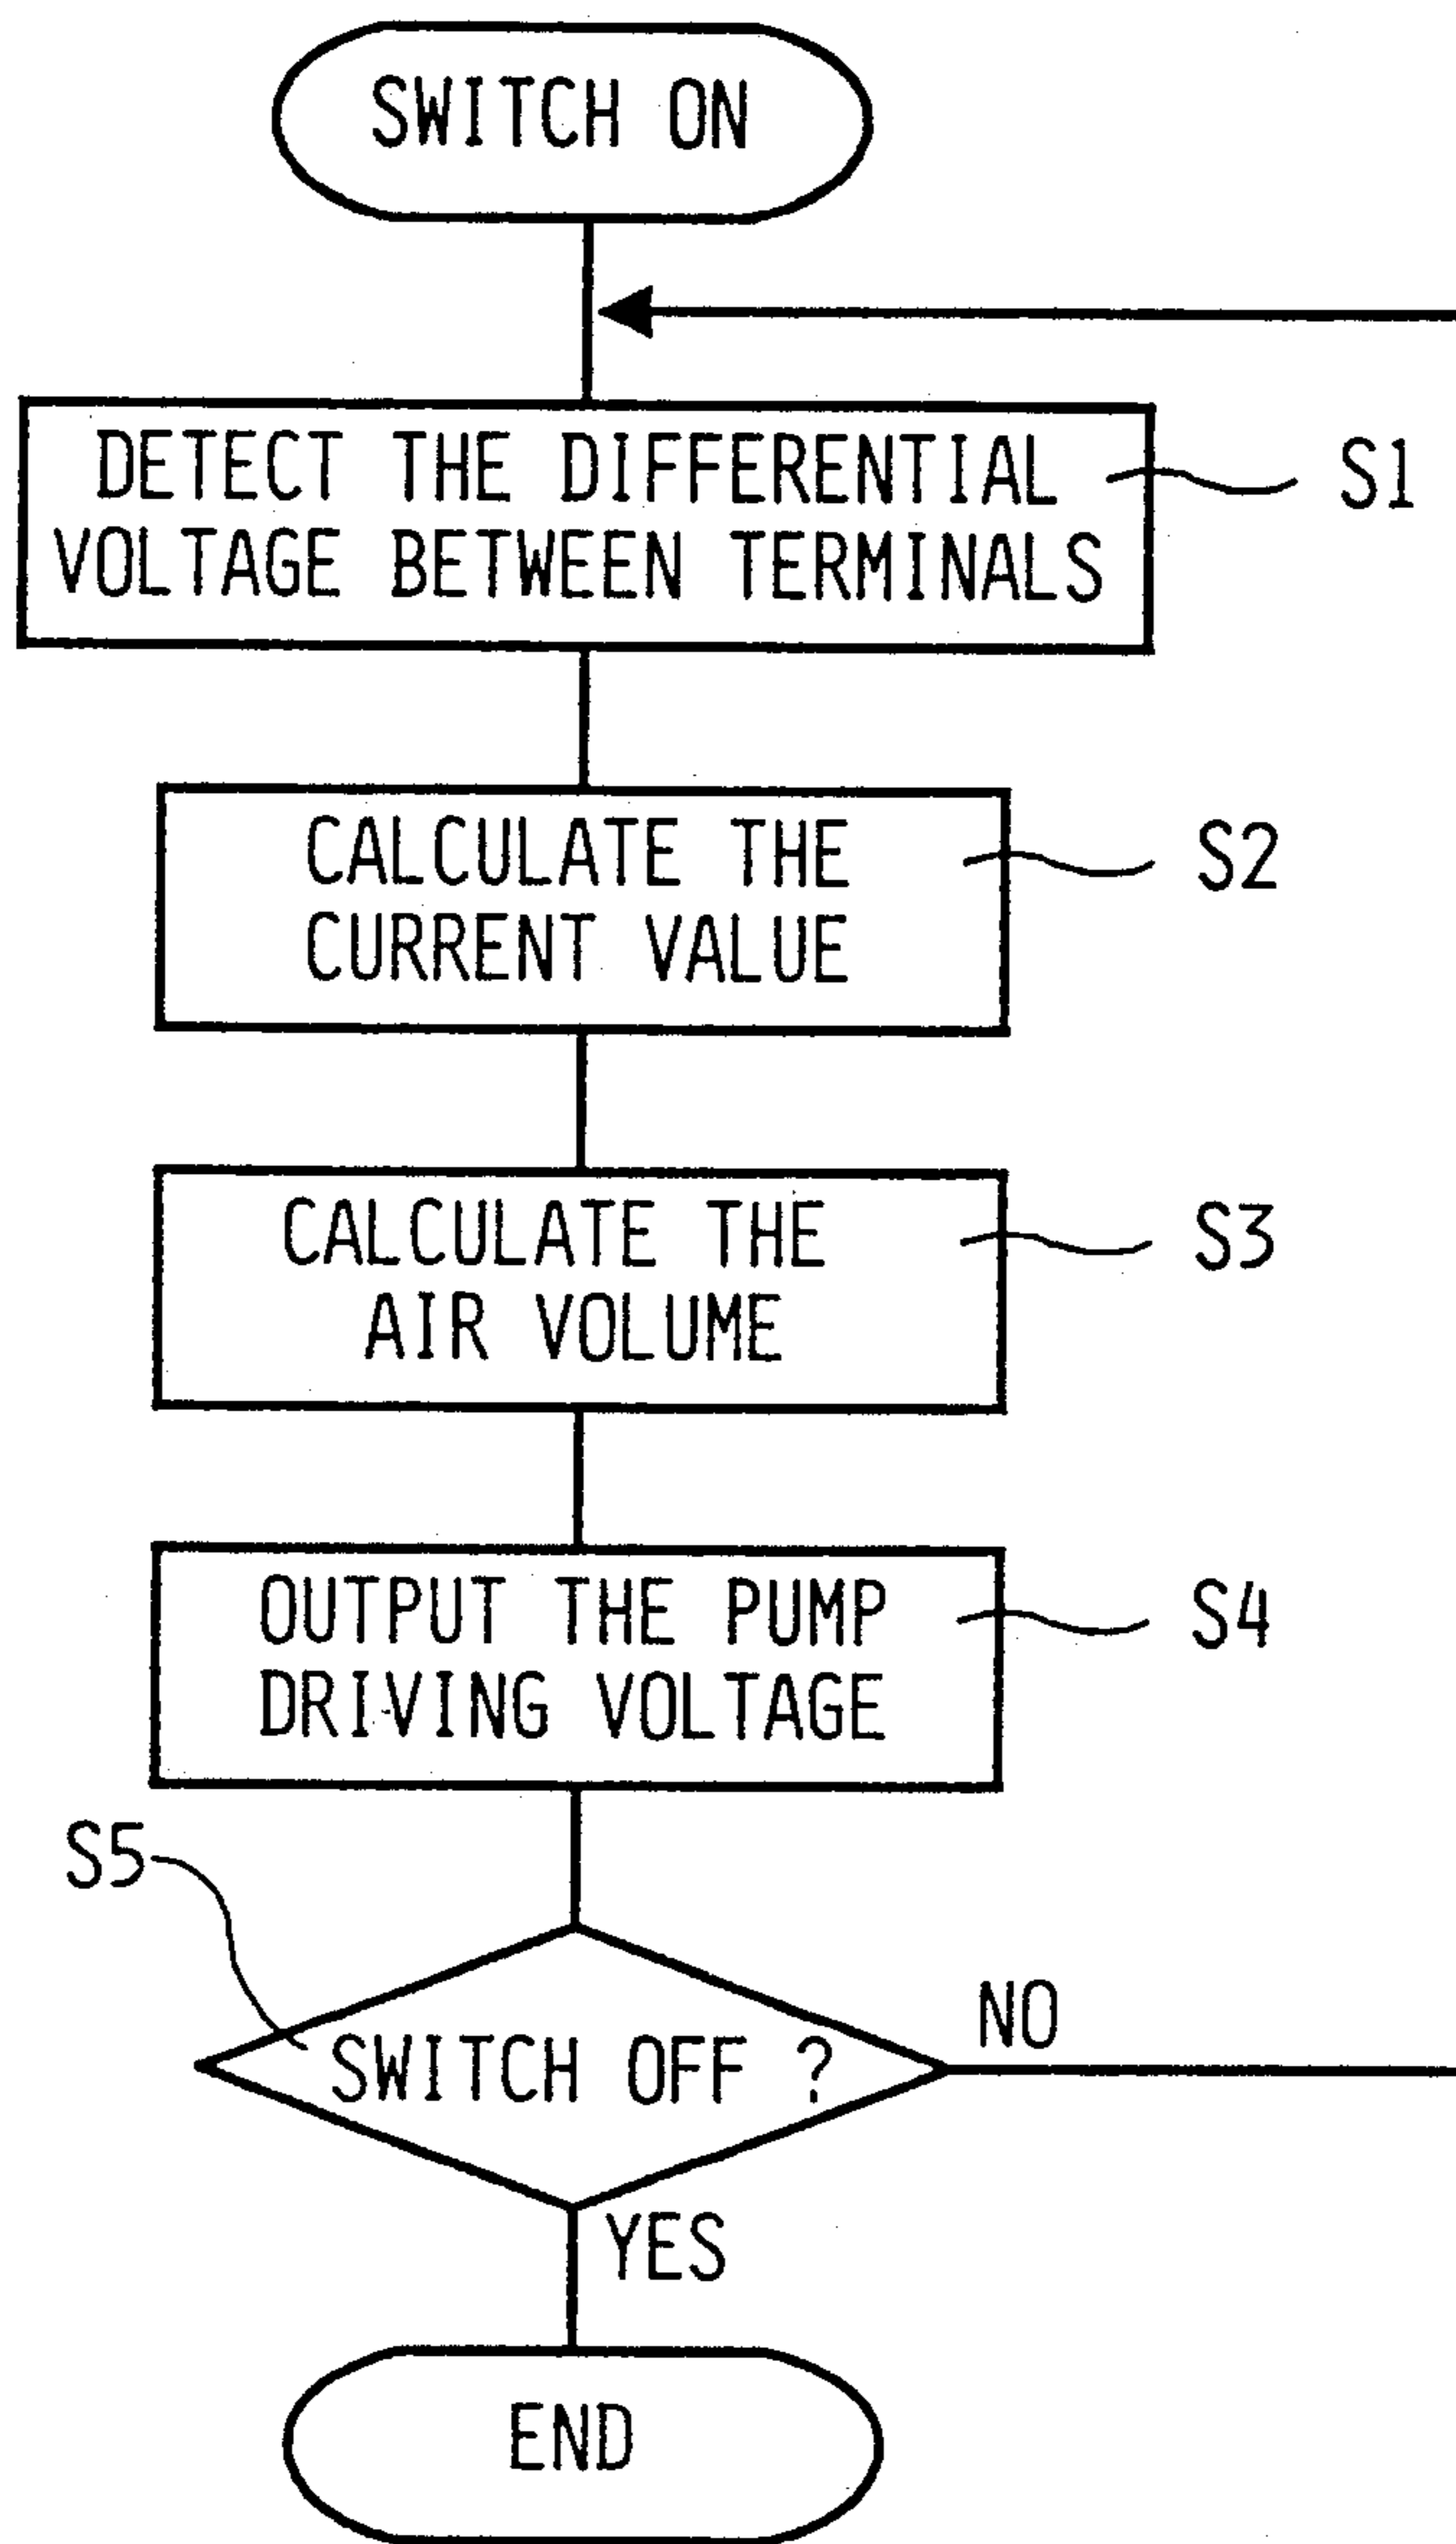 SWITCH ON
DETECT THE DIFFERENTIAL
VOLTAGE BETWEEN TERMINALS
S1
CALCULATE THE
CURRENT VALUE
S2
CALCULATE THE
AIR VOLUME
S3
OUTPUT THE PUMP
DRIVING VOLTAGE
S4
S5
SWITCH OFF ?
NO
YES
END